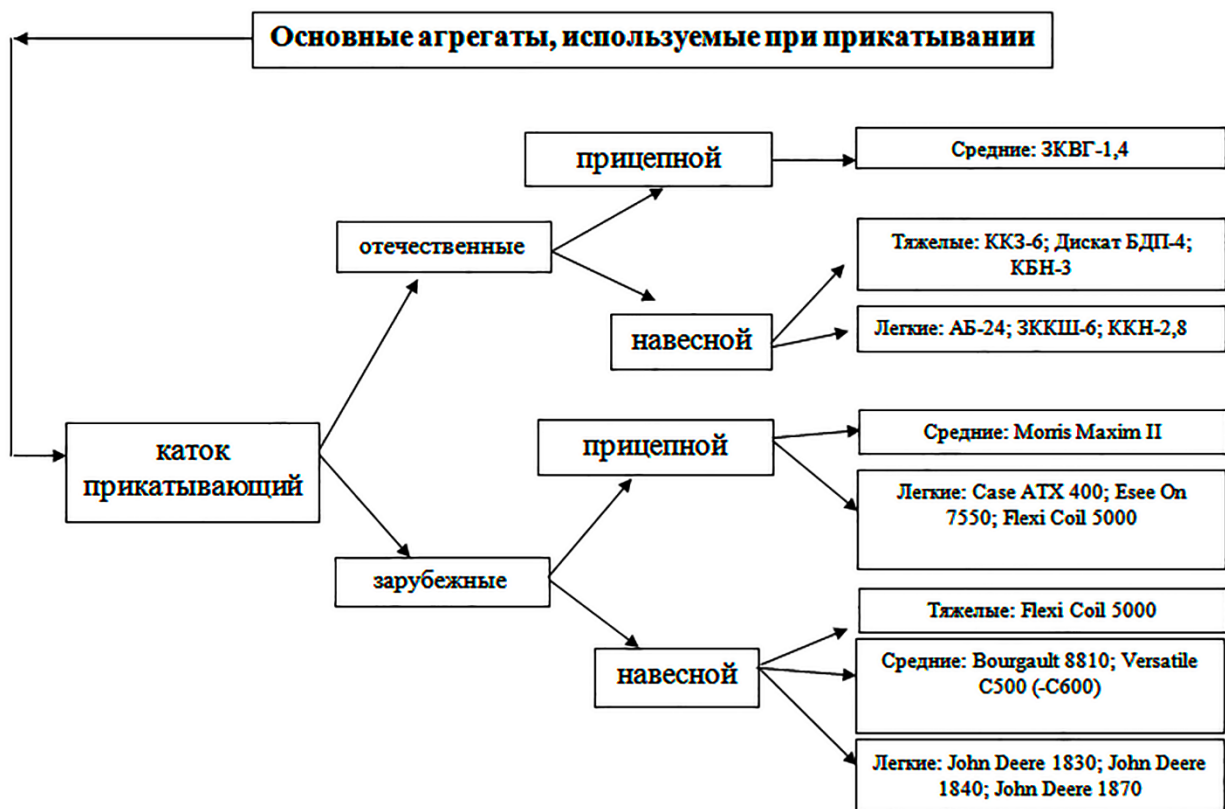 Основные агрегаты, используемые при прикатывании
прицепной
Средние: ЗКВГ-1,4
отечественные
Тяжелые: ККЗ-6; Дискат БДП-4;
КБН-3
навесной
Легкие: АБ-24; ЗККШ-6; ККН-2,8
каток
прикатывающий
прицепной
Средние: Morris Maxim II
Легкие: Case ATX 400; Esee On
7550; Flexi Coil 5000
зарубежные
Тяжелые: Flexi Coil 5000
навесной
Средние: Bourgault 8810; Versatile
C500 (-C600)
Легкие: John Deere 1830; John Deere
1840; John Deere 1870